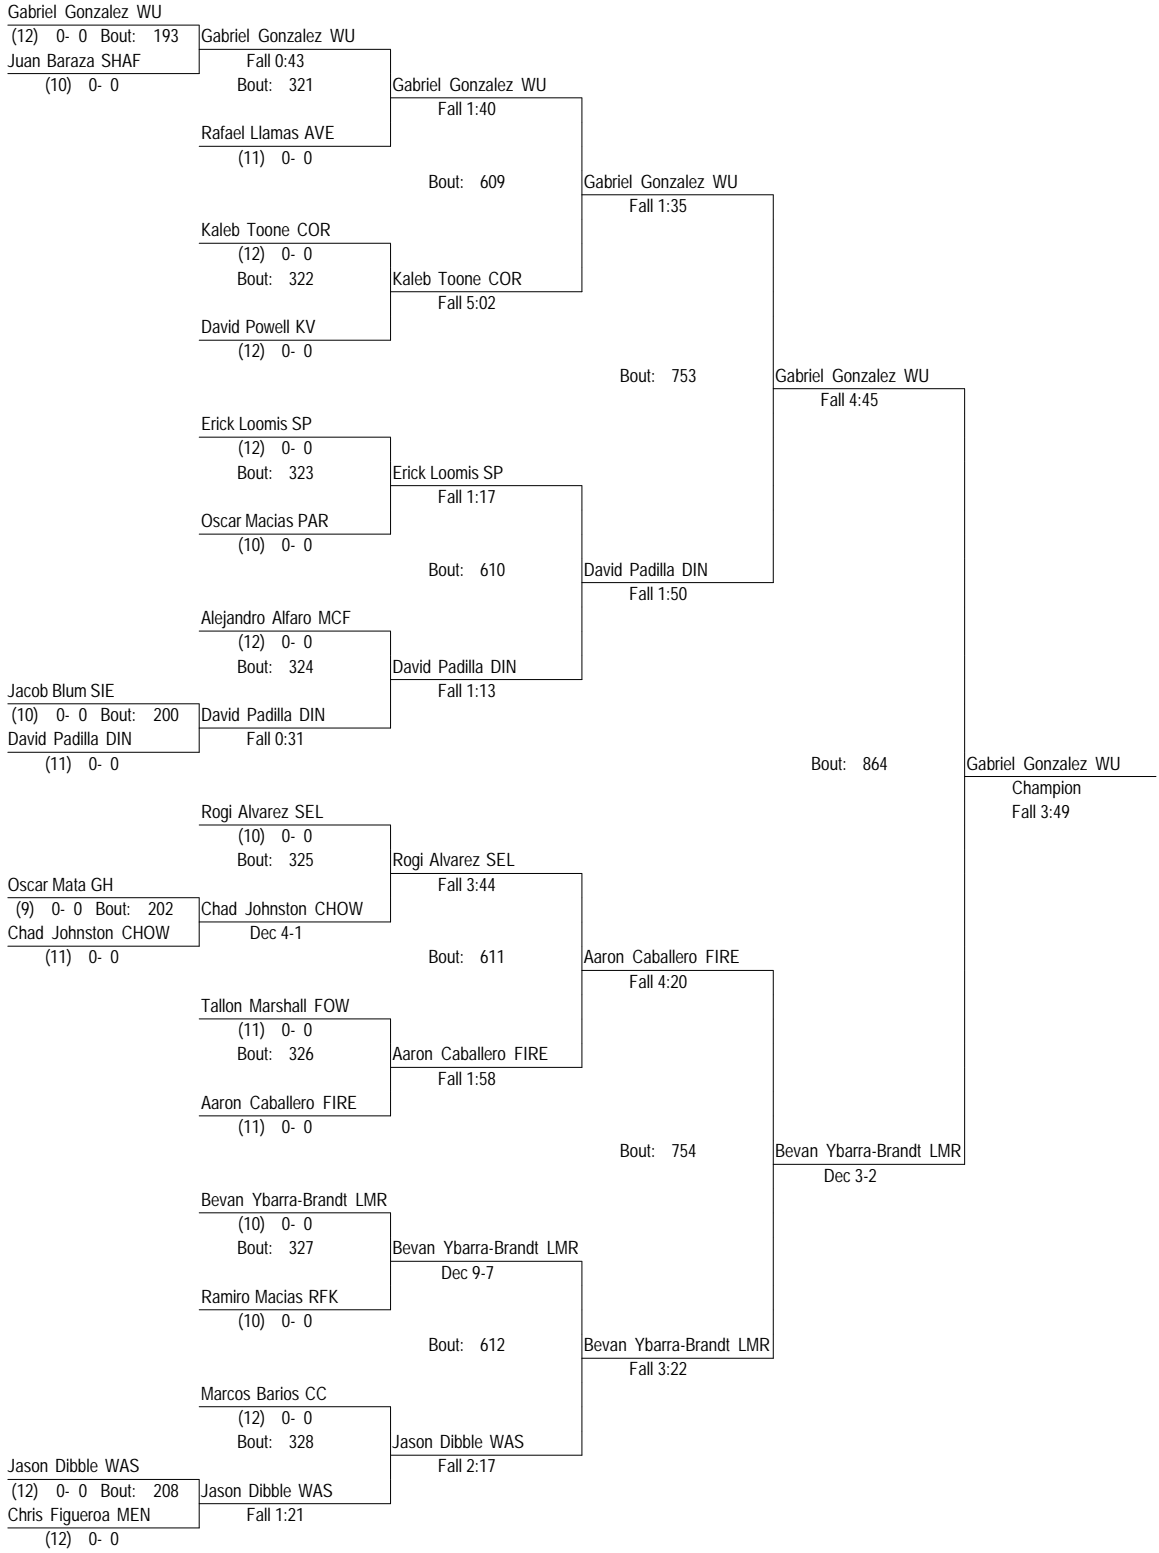 Gabriel Gonzalez WU
(12) 0- 0 Bout: 193 Gabriel Gonzalez WU
Juan Baraza SHAF Fall 0:43
(10) 0- 0 Bout: 321 Gabriel Gonzalez WU
Fall 1:40
Rafael Llamas AVE
(11) 0- 0
Bout: 609 Gabriel Gonzalez WU
Fall 1:35
Kaleb Toone COR
(12) 0- 0
Bout: 322 Kaleb Toone COR
Fall 5:02
David Powell KV
(12) 0- 0
Bout: 753 Gabriel Gonzalez WU
Fall 4:45
Erick Loomis SP
(12) 0- 0
Bout: 323 Erick Loomis SP
Fall 1:17
Oscar Macias PAR
(10) 0- 0
Bout: 610 David Padilla DIN
Fall 1:50
Alejandro Alfaro MCF
(12) 0- 0
Bout: 324 David Padilla DIN
Jacob Blum SIE Fall 1:13
(10) 0- 0 Bout: 200 David Padilla DIN
David Padilla DIN Fall 0:31
(11) 0- 0 Bout: 864 Gabriel Gonzalez WU
Champion
Rogi Alvarez SEL Fall 3:49
(10) 0- 0
Bout: 325 Rogi Alvarez SEL
Oscar Mata GH Fall 3:44
(9) 0- 0 Bout: 202 Chad Johnston CHOW
Chad Johnston CHOW Dec 4-1
(11) 0- 0 Bout: 611 Aaron Caballero FIRE
Fall 4:20
Tallon Marshall FOW
(11) 0- 0
Bout: 326 Aaron Caballero FIRE
Fall 1:58
Aaron Caballero FIRE
(11) 0- 0
Bout: 754 Bevan Ybarra-Brandt LMR
Dec 3-2
Bevan Ybarra-Brandt LMR
(10) 0- 0
Bout: 327 Bevan Ybarra-Brandt LMR
Dec 9-7
Ramiro Macias RFK
(10) 0- 0
Bout: 612 Bevan Ybarra-Brandt LMR
Fall 3:22
Marcos Barios CC
(12) 0- 0
Bout: 328 Jason Dibble WAS
Jason Dibble WAS Fall 2:17
(12) 0- 0 Bout: 208 Jason Dibble WAS
Chris Figueroa MEN Fall 1:21
(12) 0- 0